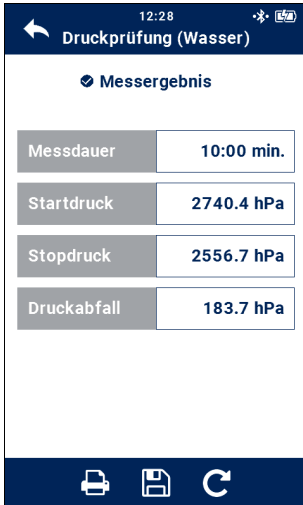 12:28
Druckprüfung (Wasser)
Messergebnis
Messdauer 10:00 min.
Startdruck 2740.4 hPa
Stopdruck 2556.7 hPa
Druckabfall 183.7 hPa